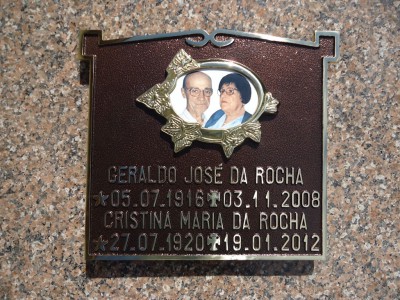 GERALDO JOSÉ DA ROCHA
★05.07.1916✝03.11.2008
CRISTINA MARIA DA ROCHA
★27.07.1920✝19.01.2012